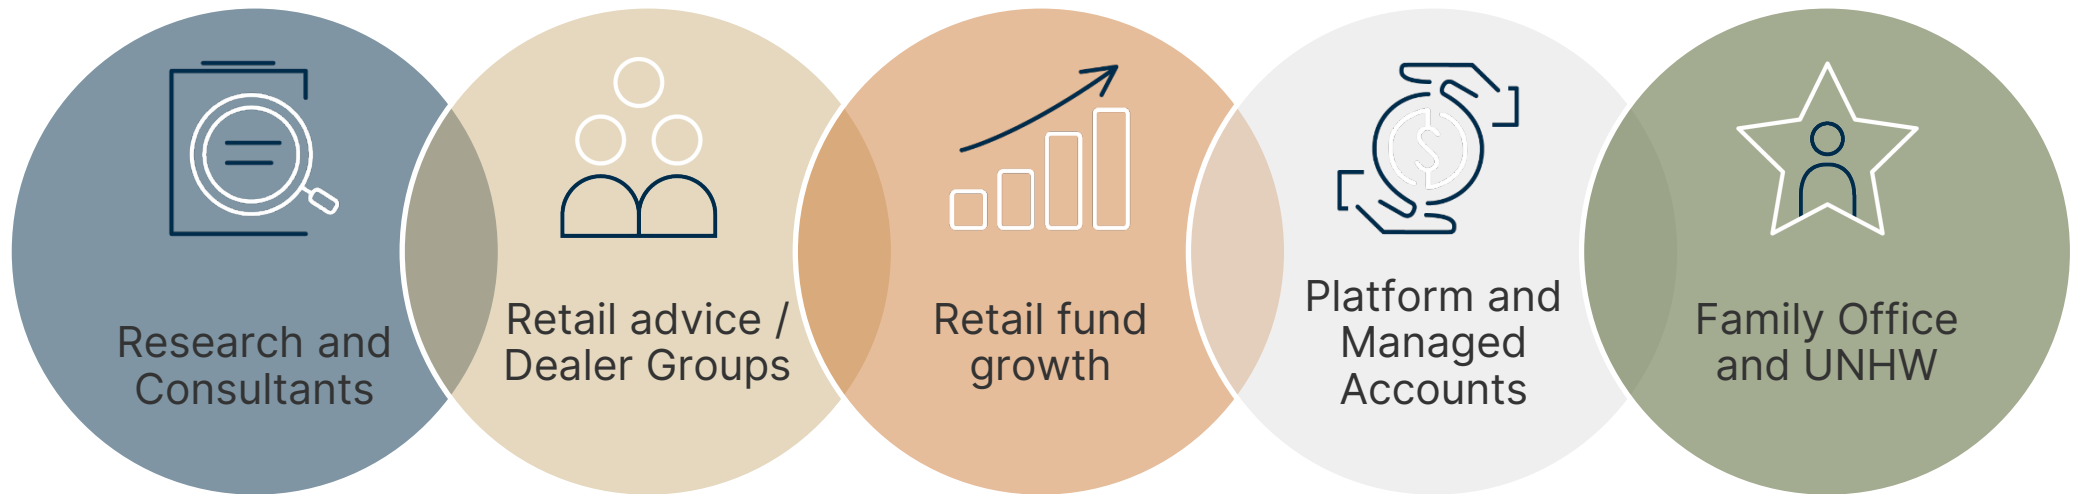 Research and
Consultants
Retail advice /
Dealer Groups
Retail fund
growth
Platform and
Managed
Accounts
Family Office
and UNHW